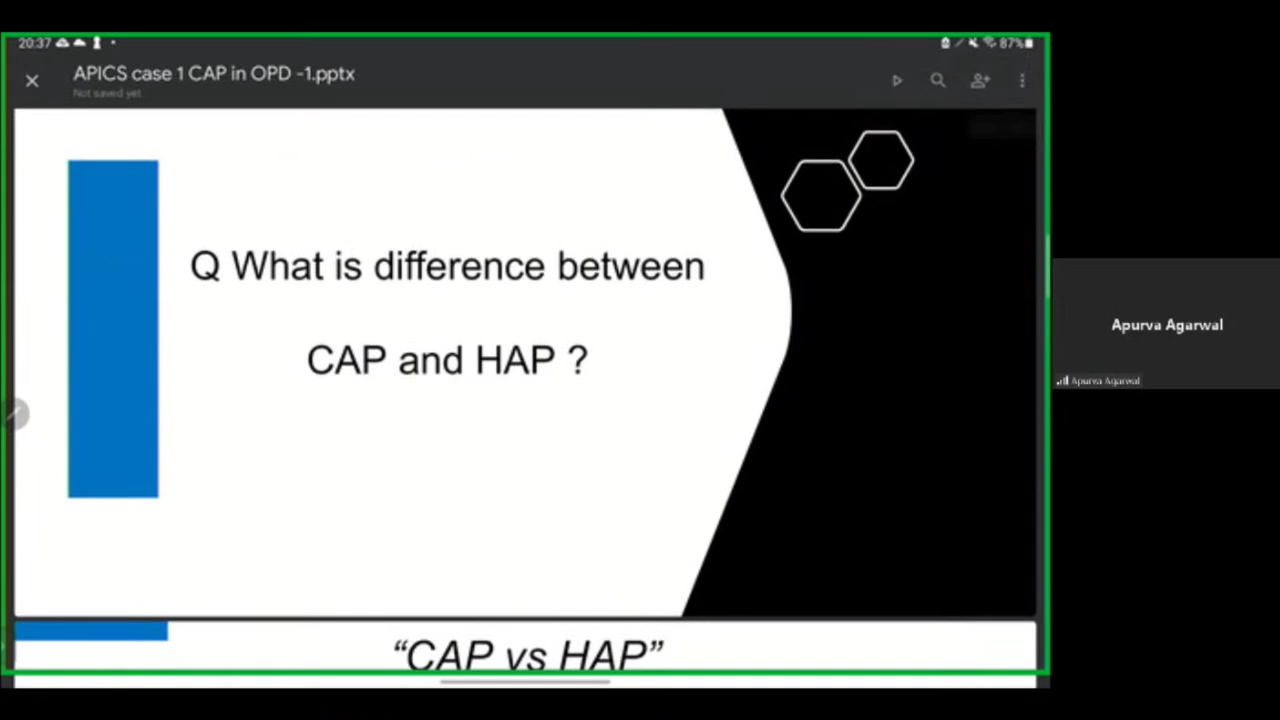 20:37
87%
APICS case 1 CAP in OPD -1.pptx
Not saved yet
Q What is difference between
CAP and HAP ?
“CAP vs HAP”
Apurva Agarwal
Apurva Agarwal